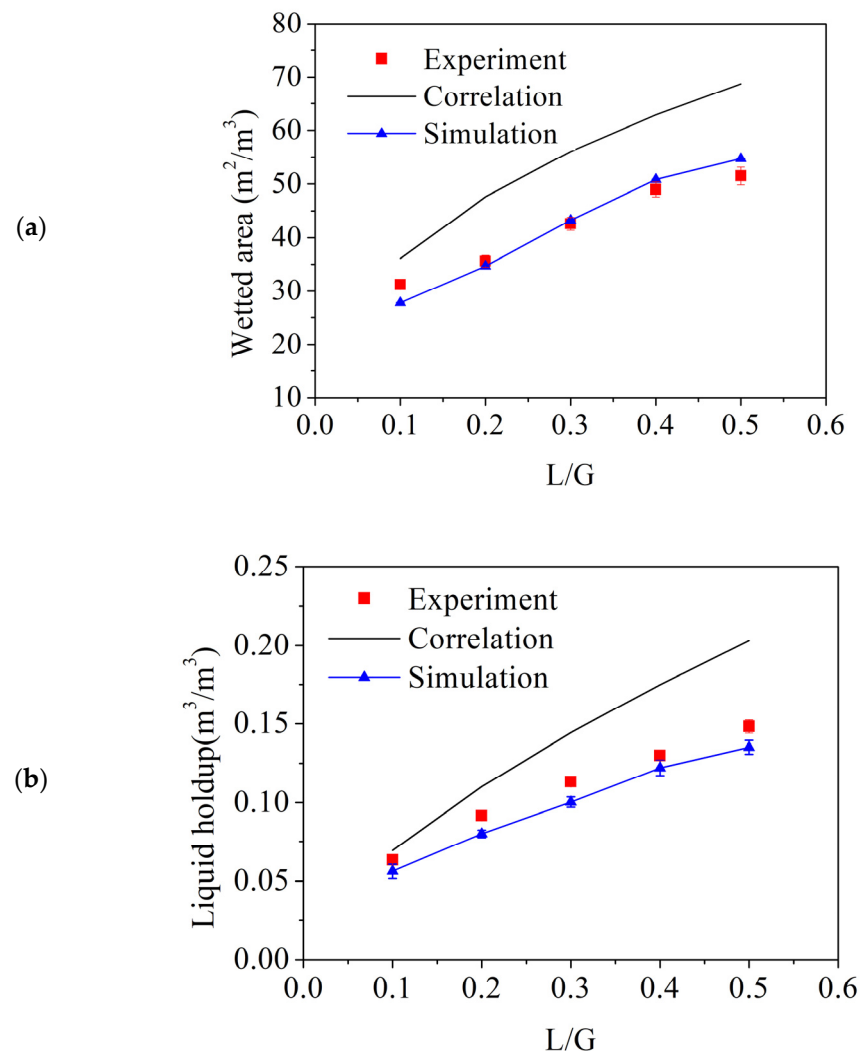 (a)
Wetted area (m²/m³)
80
70
60
50
40
30
20
10
Experiment
Correlation
Simulation
0.0 0.1 0.2 0.3 0.4 0.5 0.6
L/G
(b)
Liquid holdup(m³/m³)
0.25
0.20
0.15
0.10
0.05
0.00
Experiment
Correlation
Simulation
0.0 0.1 0.2 0.3 0.4 0.5 0.6
L/G